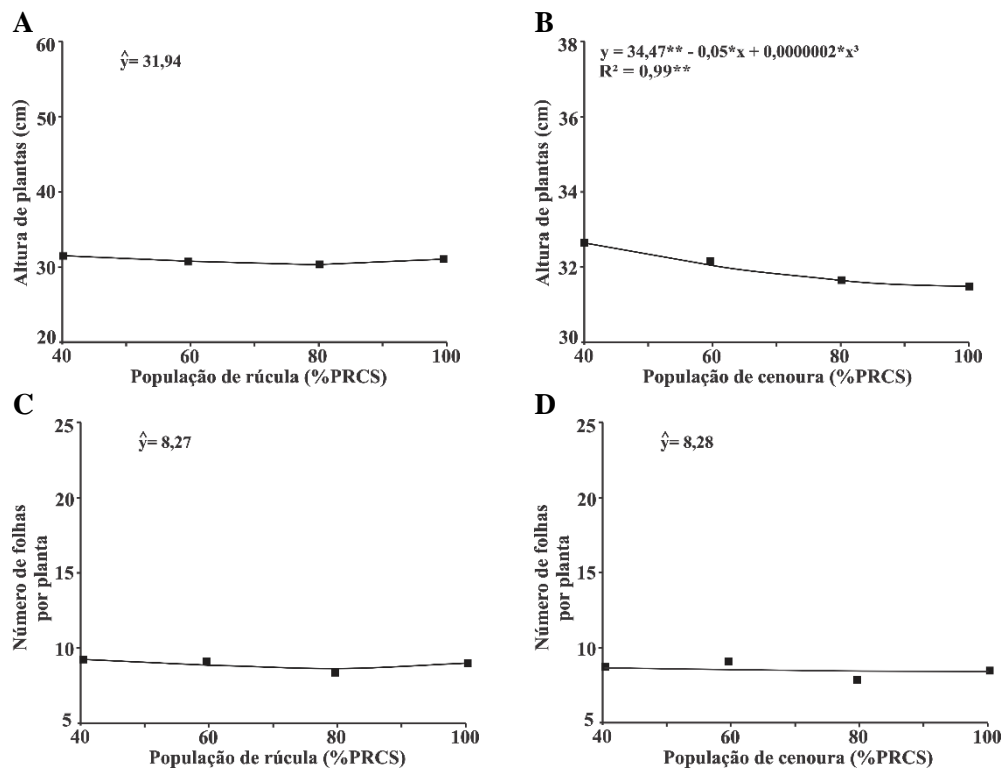 A
60
50
40
30
20
40
60
80
100
ŷ= 31,94
Altura de plantas (cm)
População de rúcula (%PRCS)
B
38
36
34
32
30
40
60
80
100
y = 34,47** - 0,05*x + 0,0000002*x³
R² = 0,99**
Altura de plantas (cm)
População de cenoura (%PRCS)
C
25
20
15
10
5
40
60
80
100
ŷ= 8,27
Número de folhas
por planta
População de rúcula (%PRCS)
D
25
20
15
10
5
40
60
80
100
ŷ= 8,28
Número de folhas
por planta
População de cenoura (%PRCS)